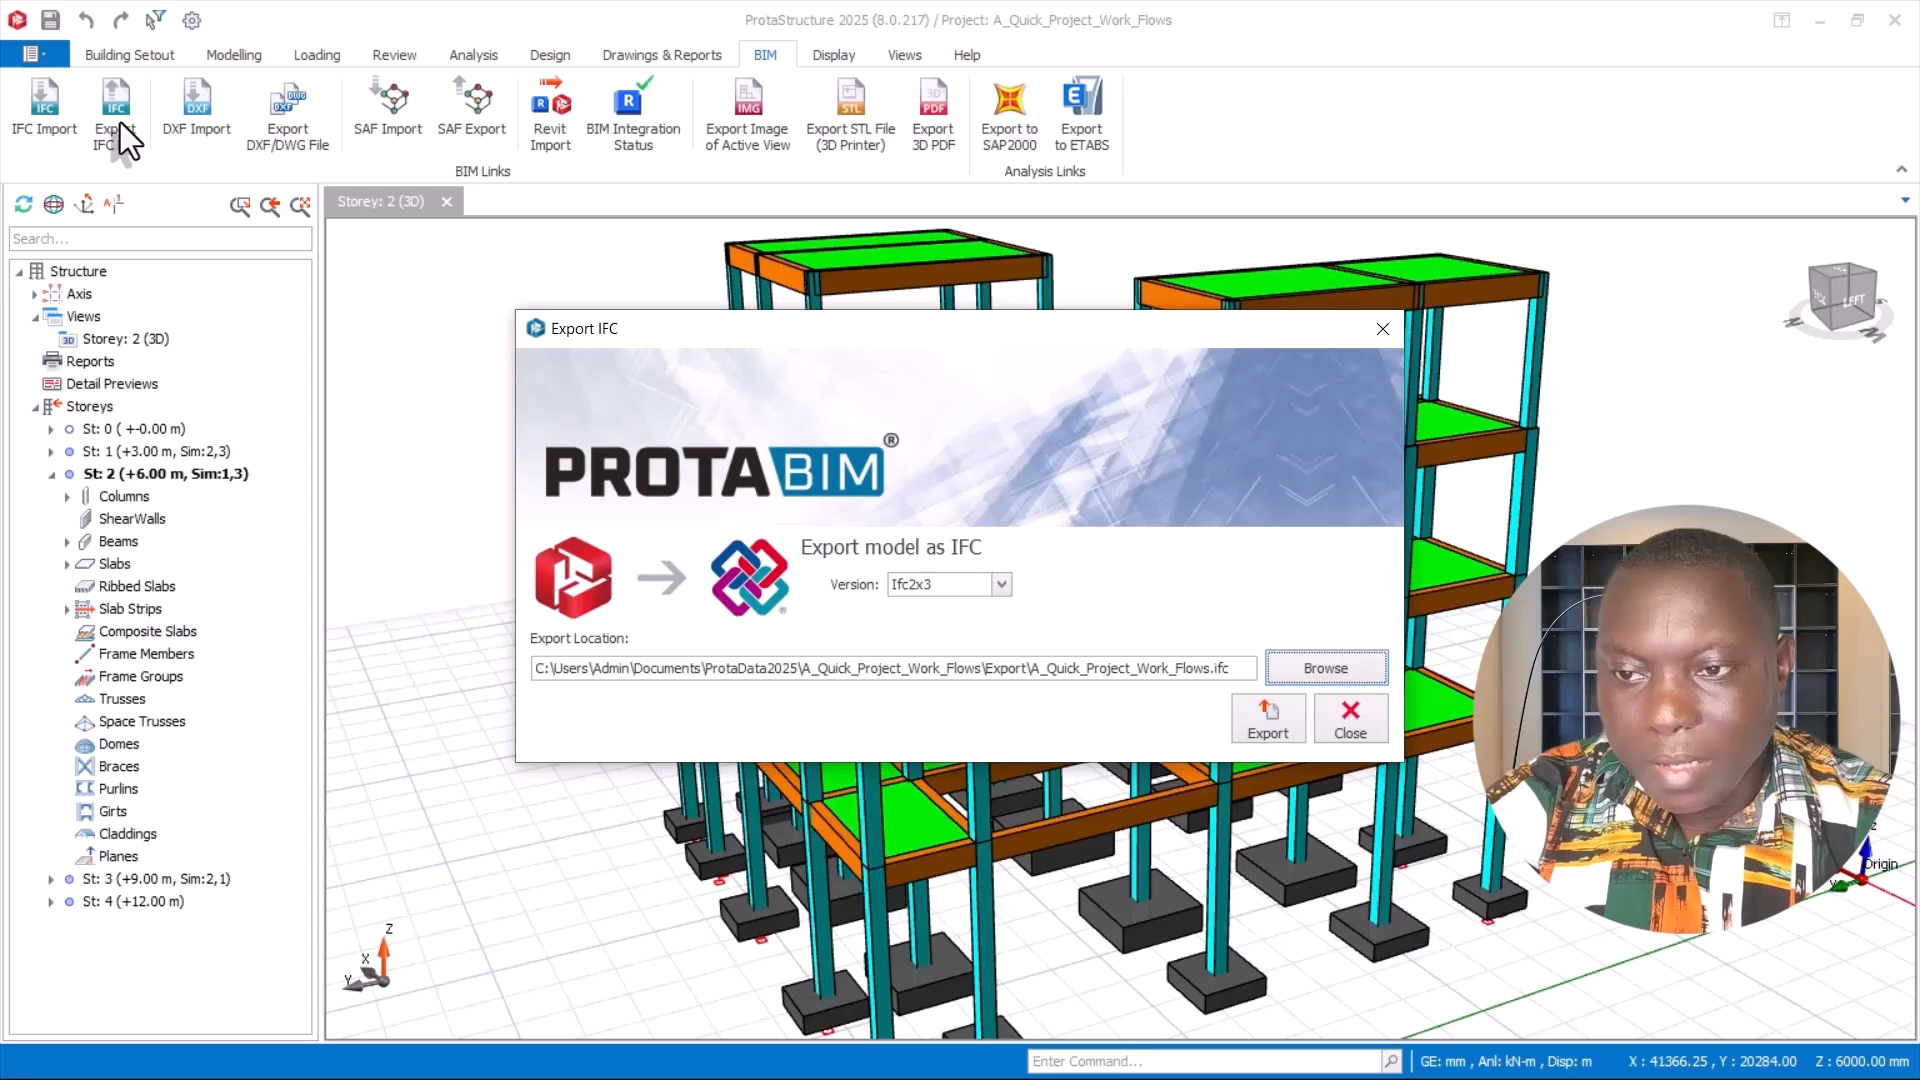 ProtaStructure 2025 (8.0.217) / Project: A_Quick_Project_Work_Flows
Building Setout
Modelling
Loading
Review
Analysis
Design
Drawings & Reports
BIM
Display
Views
Help
IFC Import
DXF Import
Export
DXF/DWG File
SAF Import
SAF Export
Revit
Import
BIM Integration
Status
Export Image
of Active View
Export STL File
(3D Printer)
Export
3D PDF
Export to
SAP2000
Export
to ETABS
BIM Links
Analysis Links
Storey: 2 (3D)
Search...
Structure
Axis
Views
Storey: 2 (3D)
Reports
Detail Previews
Storeys
St: 0 ( +-0.00 m)
St: 1 (+3.00 m, Sim:2,3)
St: 2 (+6.00 m, Sim:1,3)
Columns
ShearWalls
Beams
Slabs
Ribbed Slabs
Slab Strips
Composite Slabs
Frame Members
Frame Groups
Trusses
Space Trusses
Domes
Braces
Purlins
Girts
Claddings
Planes
St: 3 (+9.00 m, Sim:2,1)
St: 4 (+12.00 m)
Export IFC
PROTABIM®
Export model as IFC
Version: Ifc2x3
Export Location:
C:\Users\Admin\Documents\ProtaData2025\A_Quick_Project_Work_Flows\Export\A_Quick_Project_Work_Flows.ifc
Browse
Export
Close
LEFT
Origin
Z
X
Y
Enter Command...
GE: mm , Anl: kN-m , Disp: m
X : 41366.25 , Y : 20284.00
Z : 6000.00 mm